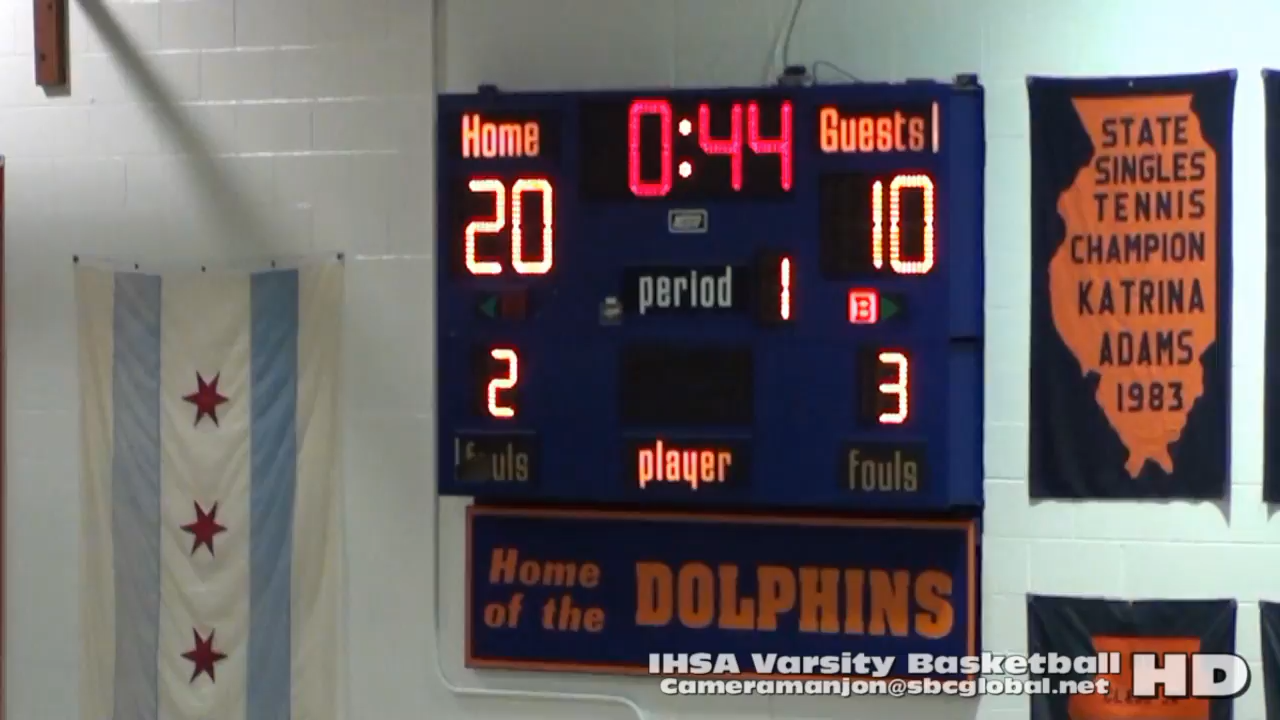 Home
0:44
Guests
20
10
period 1
B
2
3
fouls
player
fouls
Home
of the
DOLPHINS
STATE
SINGLES
TENNIS
CHAMPION
KATRINA
ADAMS
1983
IHSA Varsity Basketball
Cameramanjon@sbcglobal.net
HD